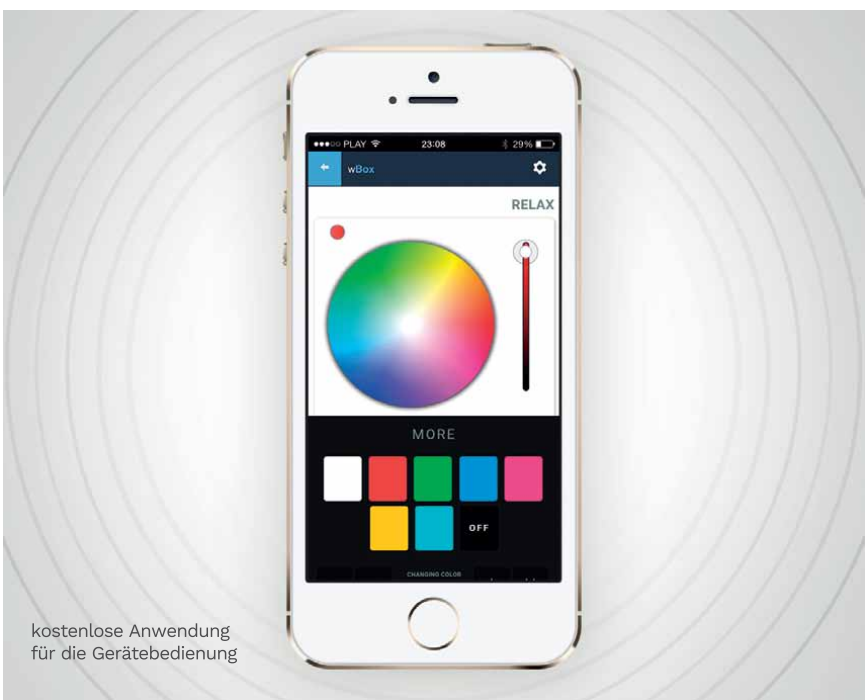 PLAY 23:08 29%
wBox
RELAX
MORE
OFF
CHANGING COLOR
kostenlose Anwendung
für die Gerätebedienung